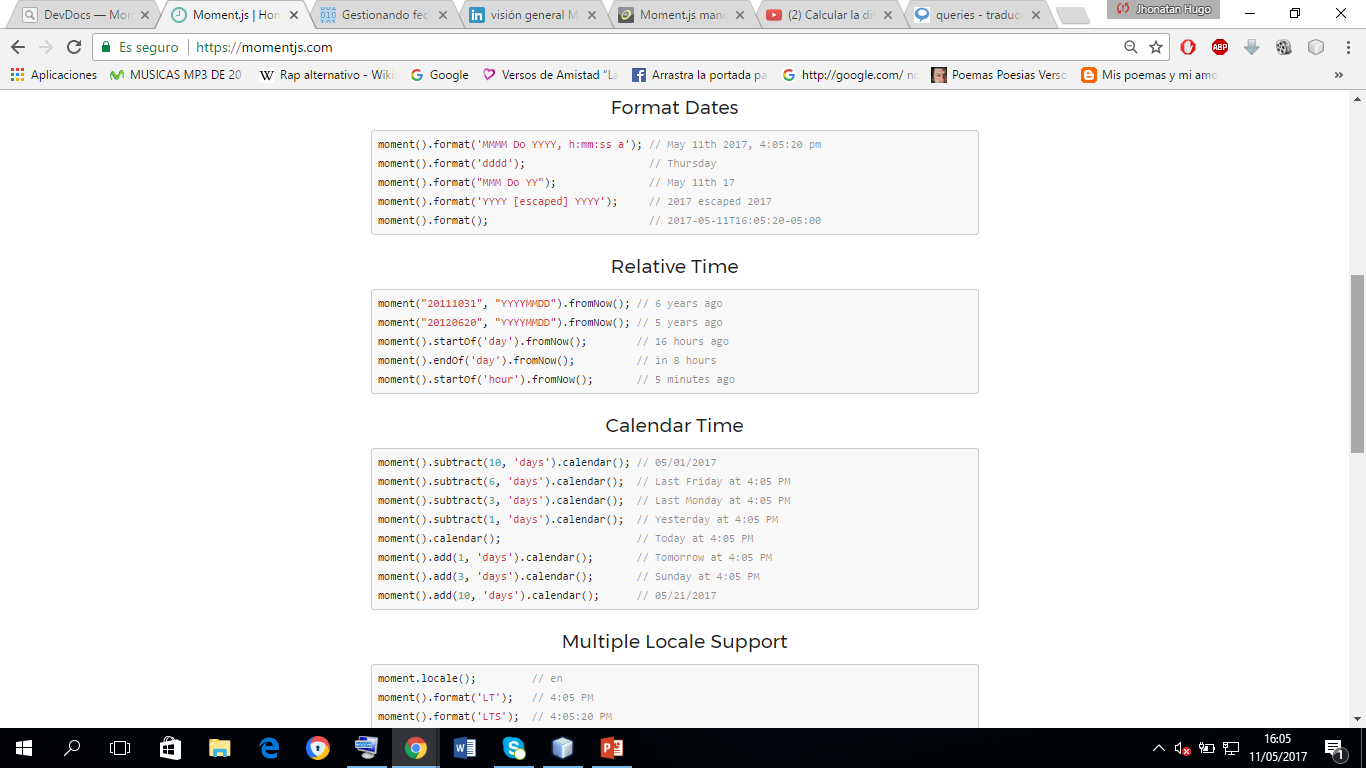 DevDocs — Mon
Moment.js | Hom
Gestionando fec
visión general M
Moment.js mani
(2) Calcular la di
queries - traduc
Jhonatan Hugo
Es seguro
https://momentjs.com
ABP
Aplicaciones
MUSICAS MP3 DE 20
Rap alternativo - Wiki
Google
Versos de Amistad "La
Arrastra la portada pa
http://google.com/ no
Poemas Poesias Verso
Mis poemas y mi amo
»
Format Dates
moment().format('MMMM Do YYYY, h:mm:ss a'); // May 11th 2017, 4:05:20 pm
moment().format('dddd'); // Thursday
moment().format("MMM Do YY"); // May 11th 17
moment().format('YYYY [escaped] YYYY'); // 2017 escaped 2017
moment().format(); // 2017-05-11T16:05:20-05:00
Relative Time
moment("20111031", "YYYYMMDD").fromNow(); // 6 years ago
moment("20120620", "YYYYMMDD").fromNow(); // 5 years ago
moment().startOf('day').fromNow(); // 16 hours ago
moment().endOf('day').fromNow(); // in 8 hours
moment().startOf('hour').fromNow(); // 5 minutes ago
Calendar Time
moment().subtract(10, 'days').calendar(); // 05/01/2017
moment().subtract(6, 'days').calendar(); // Last Friday at 4:05 PM
moment().subtract(3, 'days').calendar(); // Last Monday at 4:05 PM
moment().subtract(1, 'days').calendar(); // Yesterday at 4:05 PM
moment().calendar(); // Today at 4:05 PM
moment().add(1, 'days').calendar(); // Tomorrow at 4:05 PM
moment().add(3, 'days').calendar(); // Sunday at 4:05 PM
moment().add(10, 'days').calendar(); // 05/21/2017
Multiple Locale Support
moment.locale(); // en
moment().format('LT'); // 4:05 PM
moment().format('LTS'); // 4:05:20 PM
16:05
11/05/2017
1